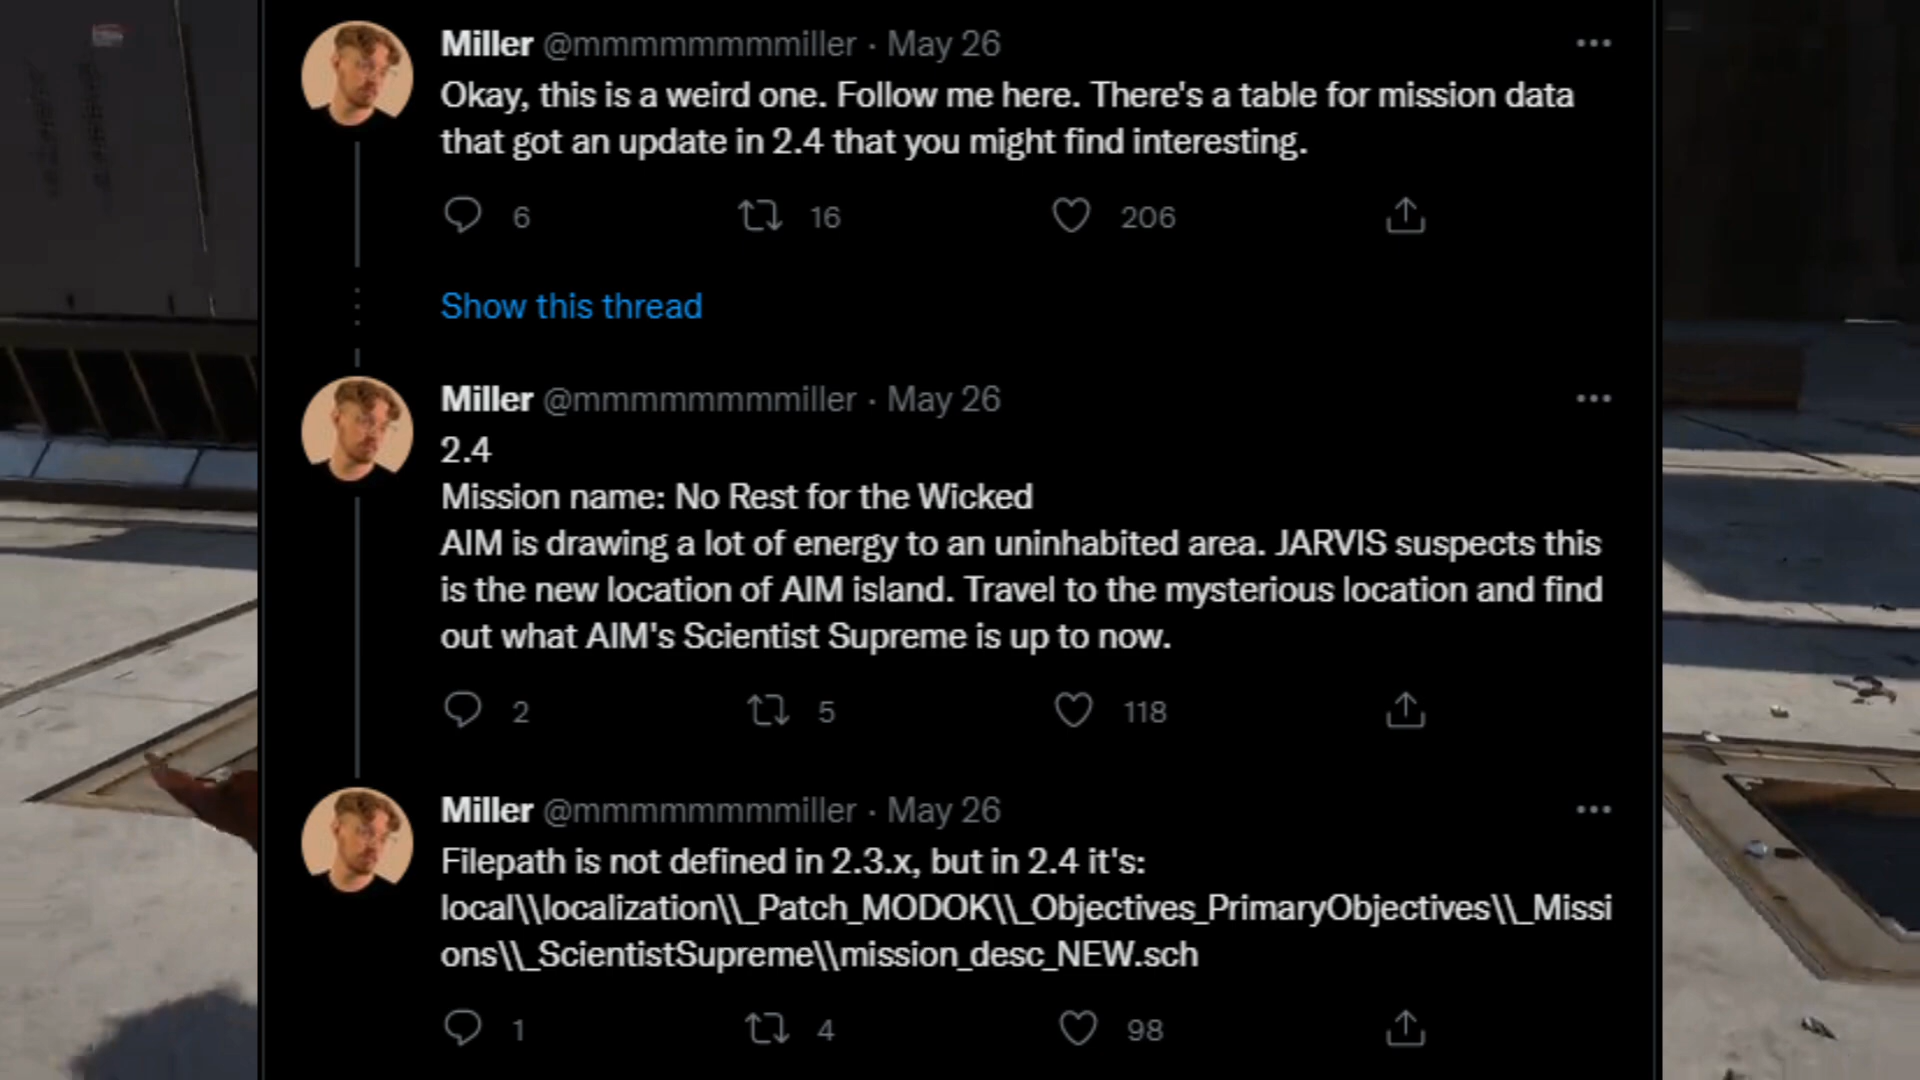 Miller @mmmmmmmmiller · May 26
Okay, this is a weird one. Follow me here. There's a table for mission data
that got an update in 2.4 that you might find interesting.
6 16 206
Show this thread
Miller @mmmmmmmmiller · May 26
2.4
Mission name: No Rest for the Wicked
AIM is drawing a lot of energy to an uninhabited area. JARVIS suspects this
is the new location of AIM island. Travel to the mysterious location and find
out what AIM's Scientist Supreme is up to now.
2 5 118
Miller @mmmmmmmmiller · May 26
Filepath is not defined in 2.3.x, but in 2.4 it's:
local\\localization\\_Patch_MODOK\\_Objectives_PrimaryObjectives\\_Missi
ons\\_ScientistSupreme\\mission_desc_NEW.sch
1 4 98